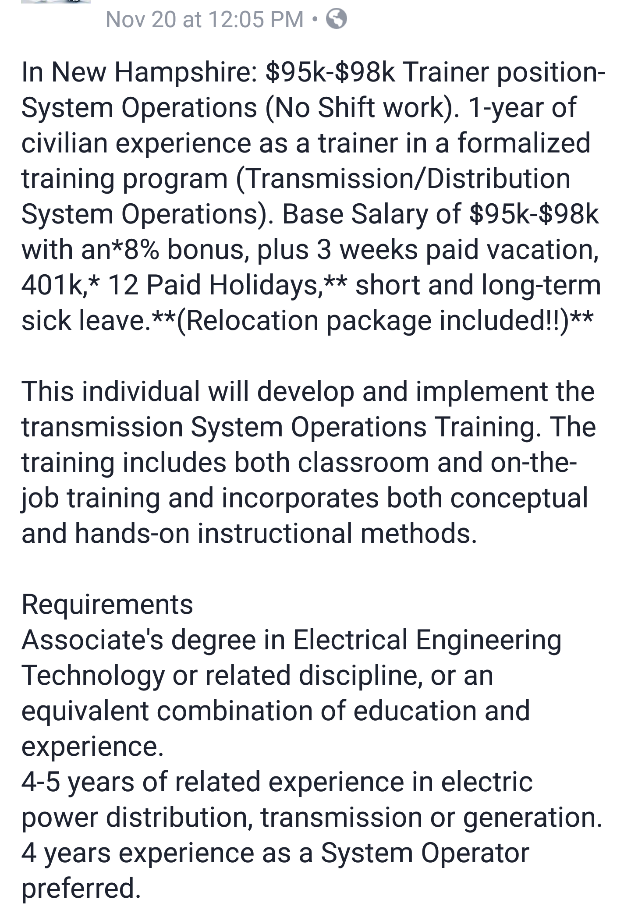 Nov 20 at 12:05 PM •
In New Hampshire: $95k-$98k Trainer position-
System Operations (No Shift work). 1-year of
civilian experience as a trainer in a formalized
training program (Transmission/Distribution
System Operations). Base Salary of $95k-$98k
with an*8% bonus, plus 3 weeks paid vacation,
401k,* 12 Paid Holidays,** short and long-term
sick leave.**(Relocation package included!!)**
This individual will develop and implement the
transmission System Operations Training. The
training includes both classroom and on-the-
job training and incorporates both conceptual
and hands-on instructional methods.
Requirements
Associate's degree in Electrical Engineering
Technology or related discipline, or an
equivalent combination of education and
experience.
4-5 years of related experience in electric
power distribution, transmission or generation.
4 years experience as a System Operator
preferred.